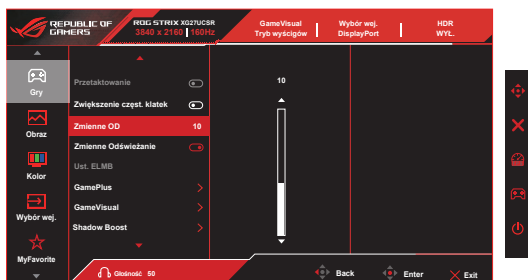 REPUBLIC OF GAMERS
ROG STRIX XG27UCSR
3840 x 2160 160Hz
GameVisual
Tryb wyścigów
Wybór wej.
DisplayPort
HDR
WYŁ.
Gry
Obraz
Kolor
Wybór wej.
MyFavorite
Przetaktowanie
Zwiększenie częst. klatek
Zmienne OD 10
Zmienne Odświeżanie
Ust. ELMB
GamePlus
GameVisual
Shadow Boost
10
Głośność 50
Back
Enter
Exit